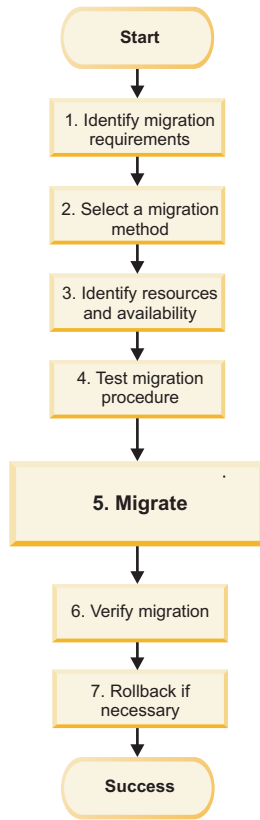 Start
1. Identify migration
requirements
2. Select a migration
method
3. Identify resources
and availability
4. Test migration
procedure
5. Migrate
6. Verify migration
7. Rollback if
necessary
Success